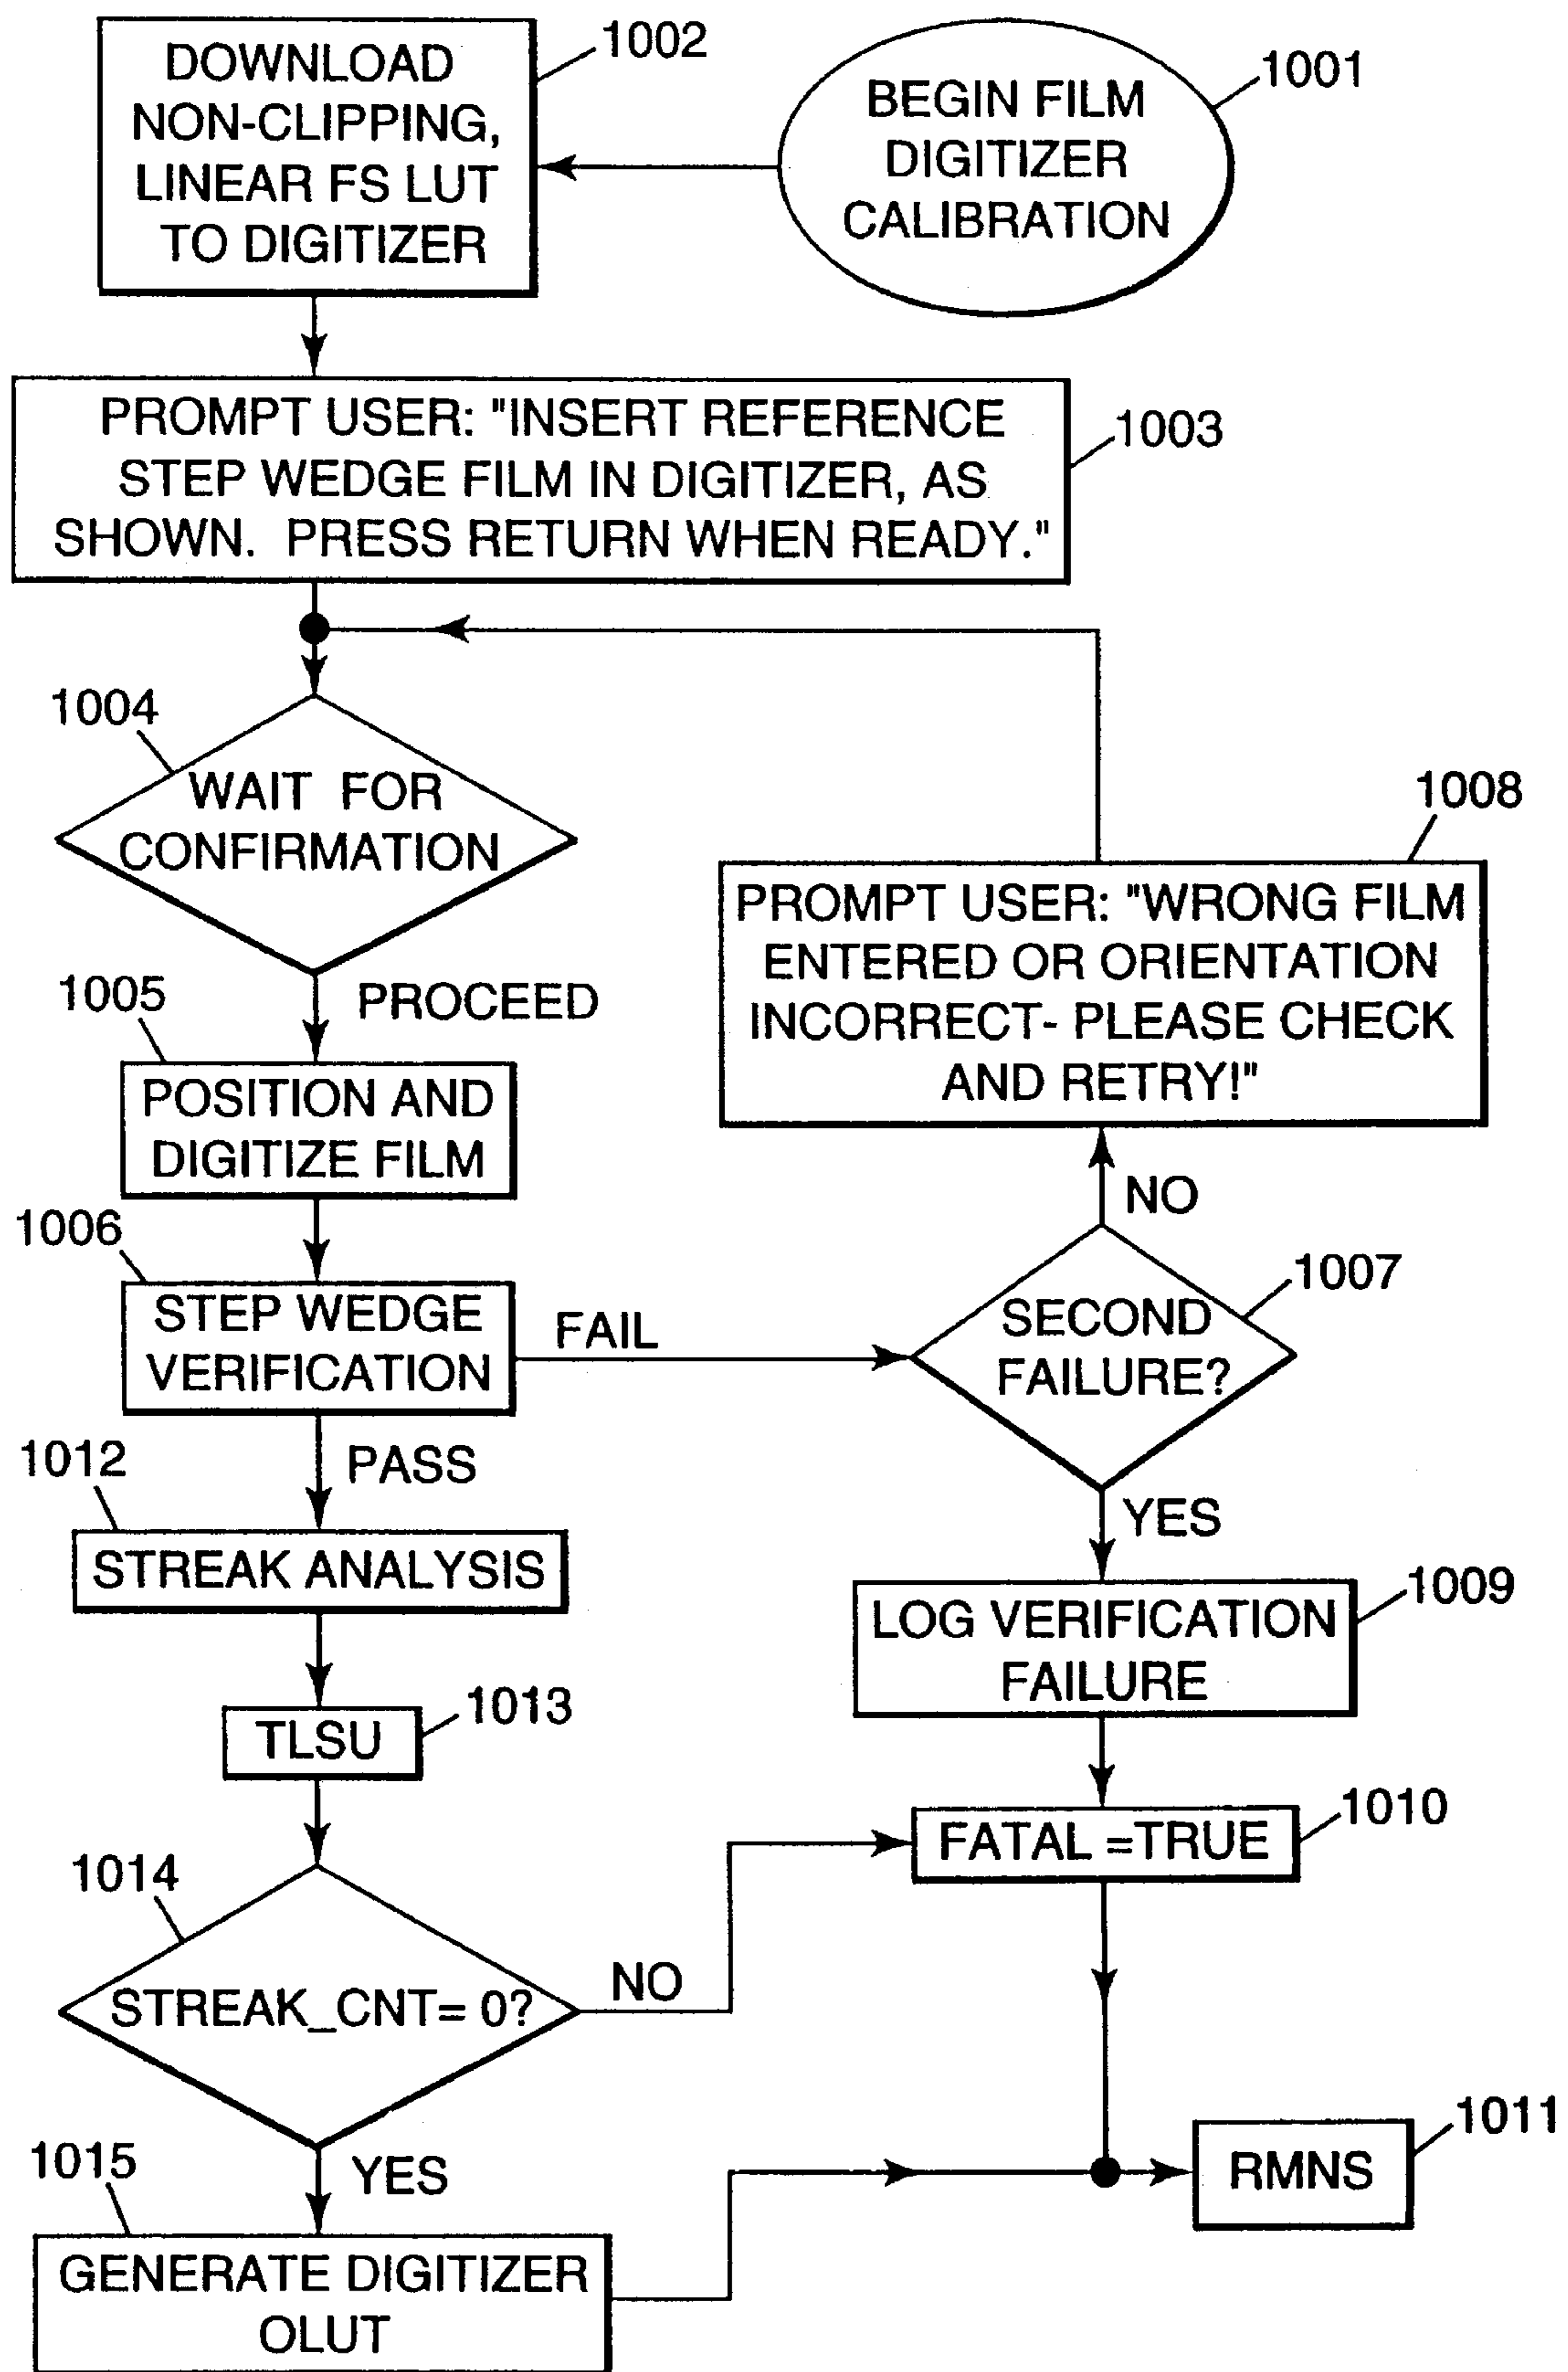 DOWNLOAD
NON-CLIPPING,
LINEAR FS LUT
TO DIGITIZER
1002
BEGIN FILM
DIGITIZER
CALIBRATION
1001
PROMPT USER: "INSERT REFERENCE
STEP WEDGE FILM IN DIGITIZER, AS
SHOWN. PRESS RETURN WHEN READY."
1003
1004
WAIT FOR
CONFIRMATION
PROCEED
1008
PROMPT USER: "WRONG FILM
ENTERED OR ORIENTATION
INCORRECT- PLEASE CHECK
AND RETRY!"
1005
POSITION AND
DIGITIZE FILM
NO
1006
STEP WEDGE
VERIFICATION
FAIL
1007
SECOND
FAILURE?
PASS
YES
1012
STREAK ANALYSIS
1009
LOG VERIFICATION
FAILURE
TLSU
1013
FATAL =TRUE
1010
1014
STREAK_CNT= 0?
NO
YES
1011
RMNS
1015
GENERATE DIGITIZER
OLUT